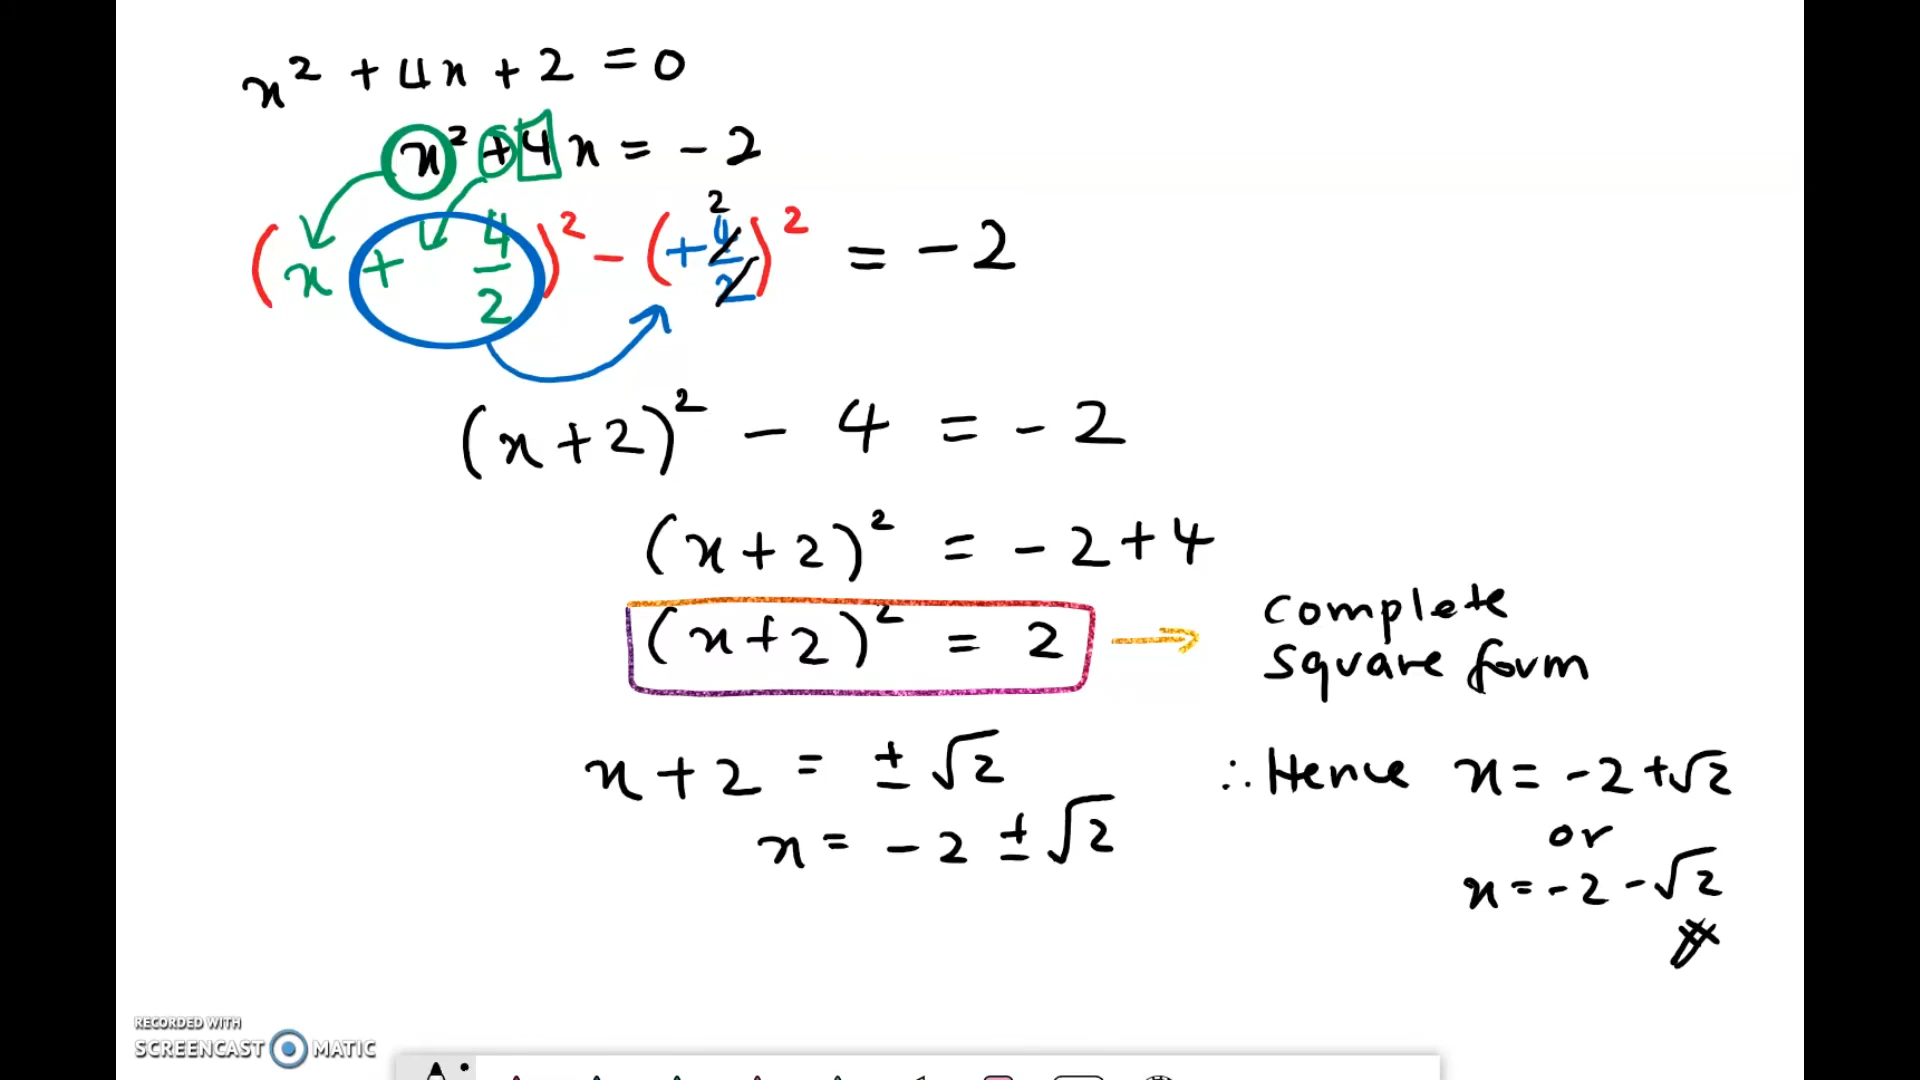 x² + 4x + 2 = 0
x² + 4x = -2
(x + 4/2)² - (+4/2)² = -2
2
(x+2)² - 4 = -2
(x+2)² = -2+4
(x+2)² = 2 → complete
square form
x+2 = ±√2
x = -2 ±√2
∴ Hence x = -2+√2
or
x = -2 -√2
#
RECORDED WITH
SCREENCAST MATIC